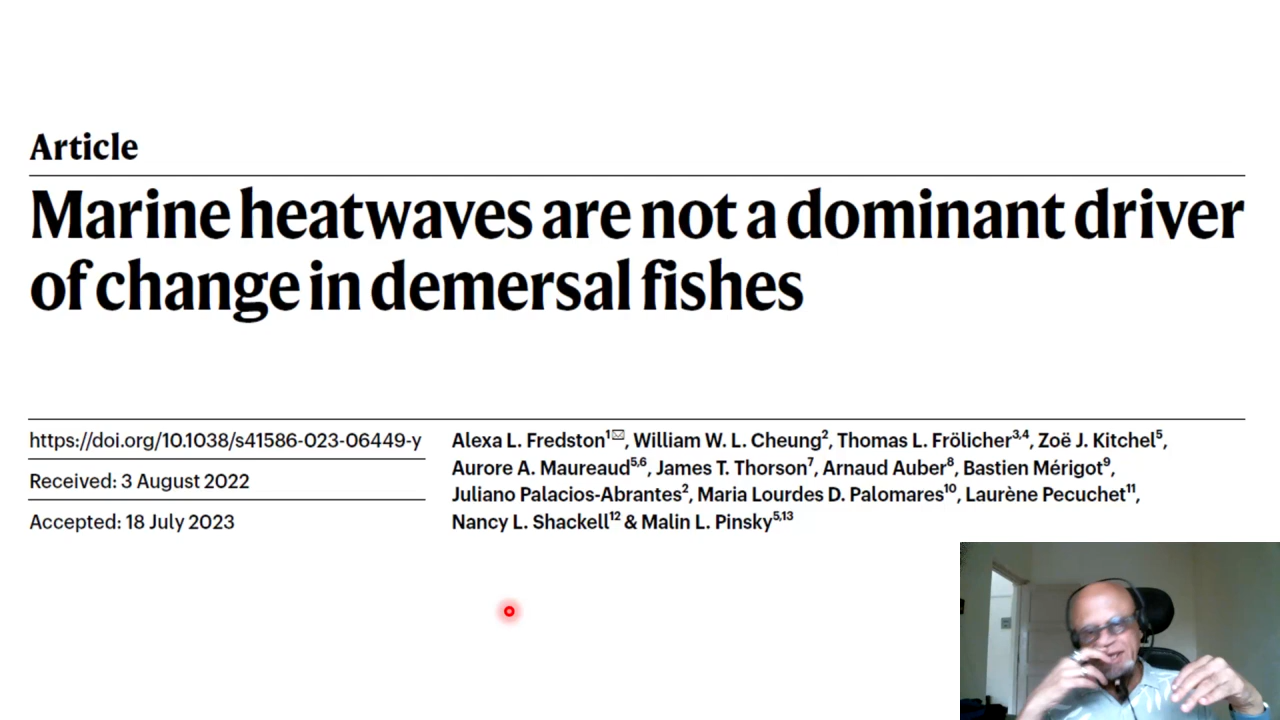 Article
Marine heatwaves are not a dominant driver
of change in demersal fishes
https://doi.org/10.1038/s41586-023-06449-y
Received: 3 August 2022
Accepted: 18 July 2023
Alexa L. Fredston1✉, William W. L. Cheung2, Thomas L. Frölicher3,4, Zoë J. Kitchel5,
Aurore A. Maureaud5,6, James T. Thorson7, Arnaud Auber8, Bastien Mérigot9,
Juliano Palacios-Abrantes2, Maria Lourdes D. Palomares10, Laurène Pecuchet11,
Nancy L. Shackell12 & Malin L. Pinsky5,13